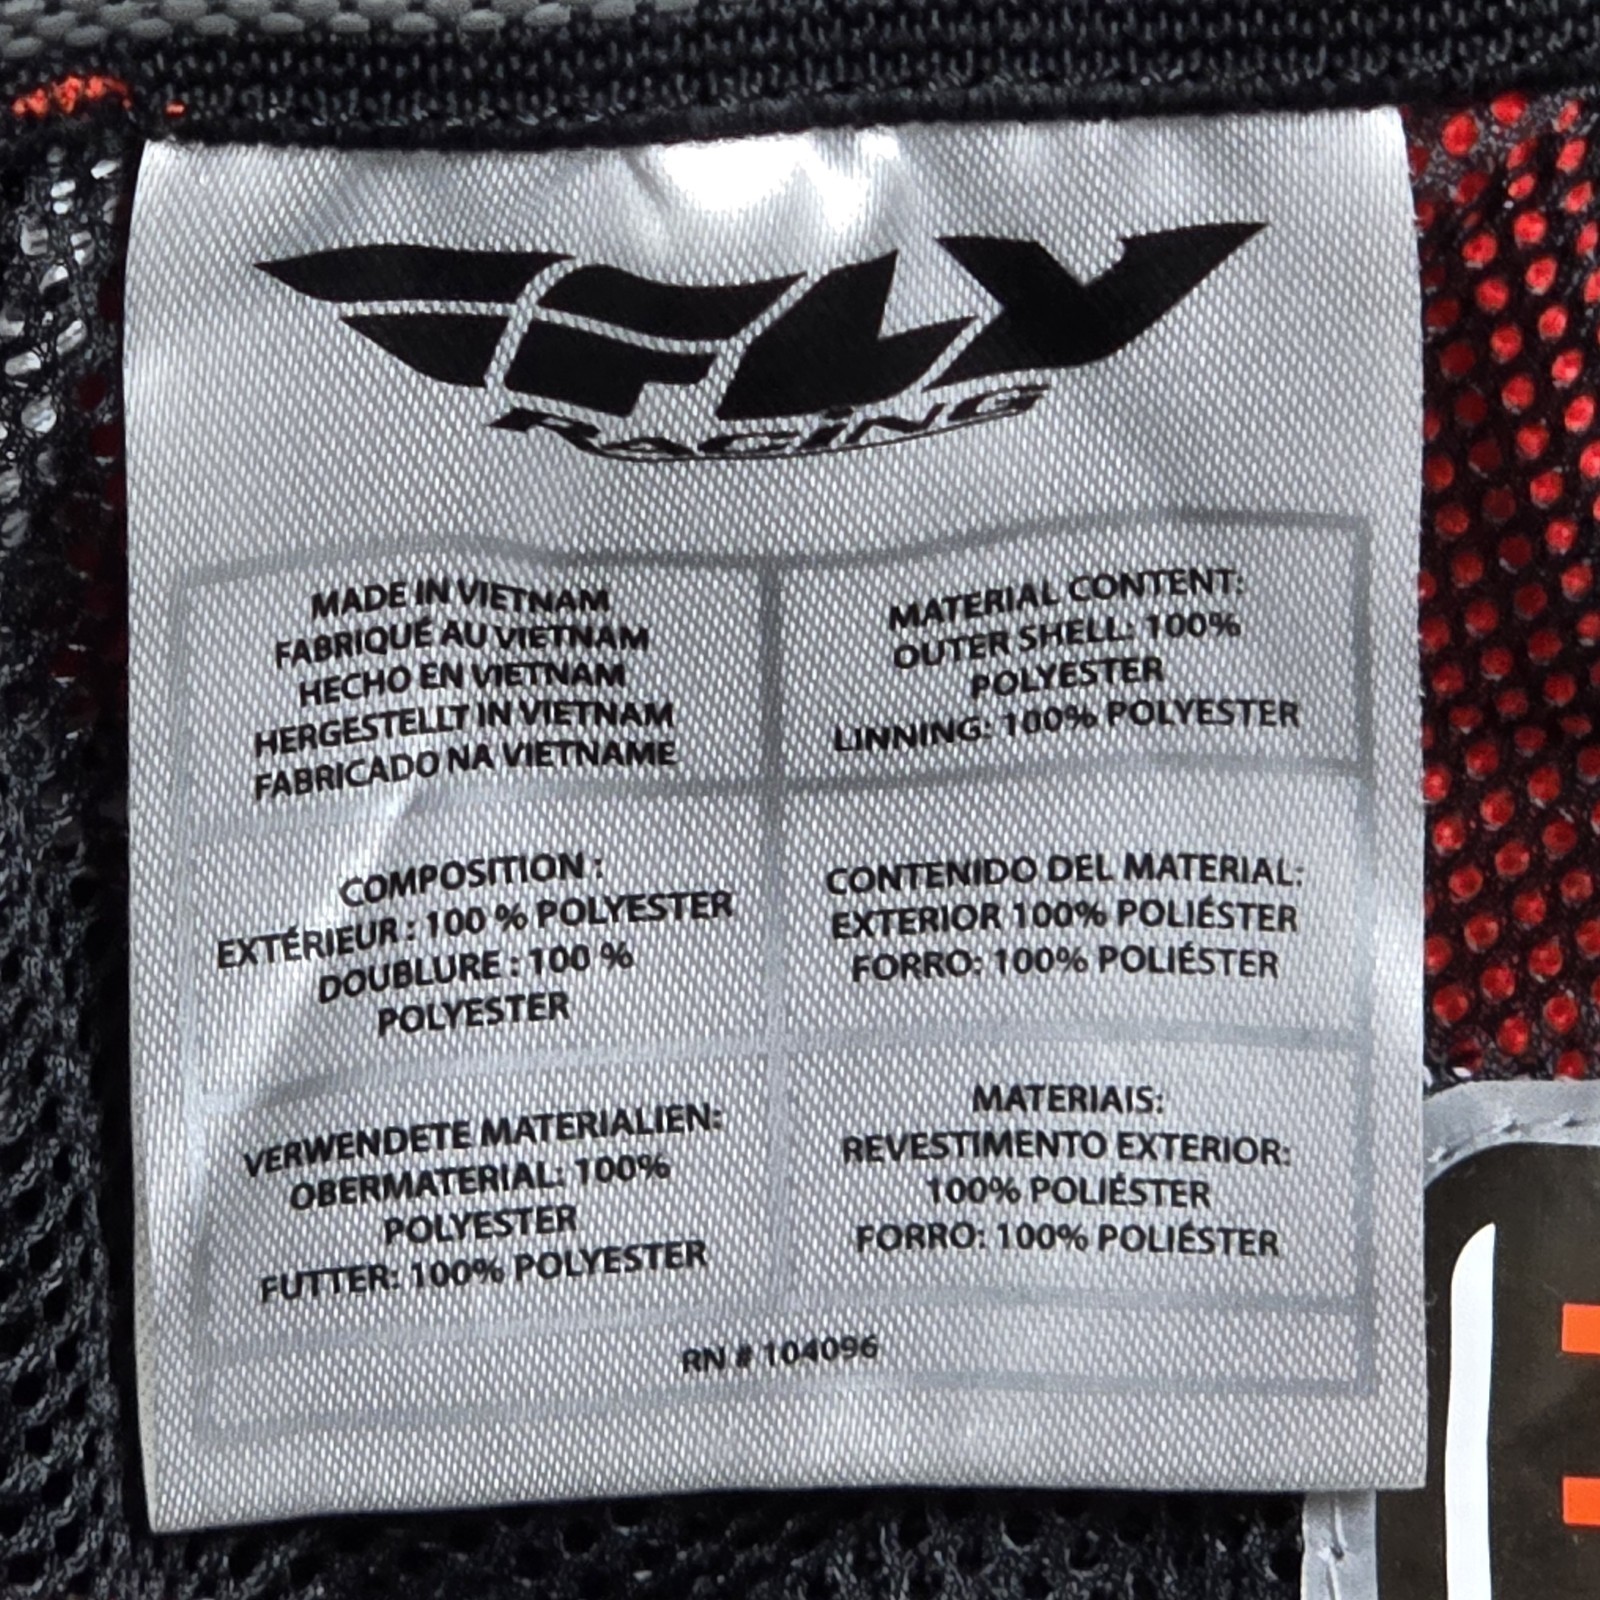 FLY
RACING
MADE IN VIETNAM
FABRIQUÉ AU VIETNAM
HECHO EN VIETNAM
HERGESTELLT IN VIETNAM
FABRICADO NA VIETNAME
MATERIAL CONTENT:
OUTER SHELL: 100%
POLYESTER
LINNING: 100% POLYESTER
COMPOSITION :
EXTÉRIEUR : 100 % POLYESTER
DOUBLURE : 100 %
POLYESTER
CONTENIDO DEL MATERIAL:
EXTERIOR 100% POLIÉSTER
FORRO: 100% POLIÉSTER
VERWENDETE MATERIALIEN:
OBERMATERIAL: 100%
POLYESTER
FUTTER: 100% POLYESTER
MATERIAIS:
REVESTIMENTO EXTERIOR:
100% POLIÉSTER
FORRO: 100% POLIÉSTER
RN # 104096